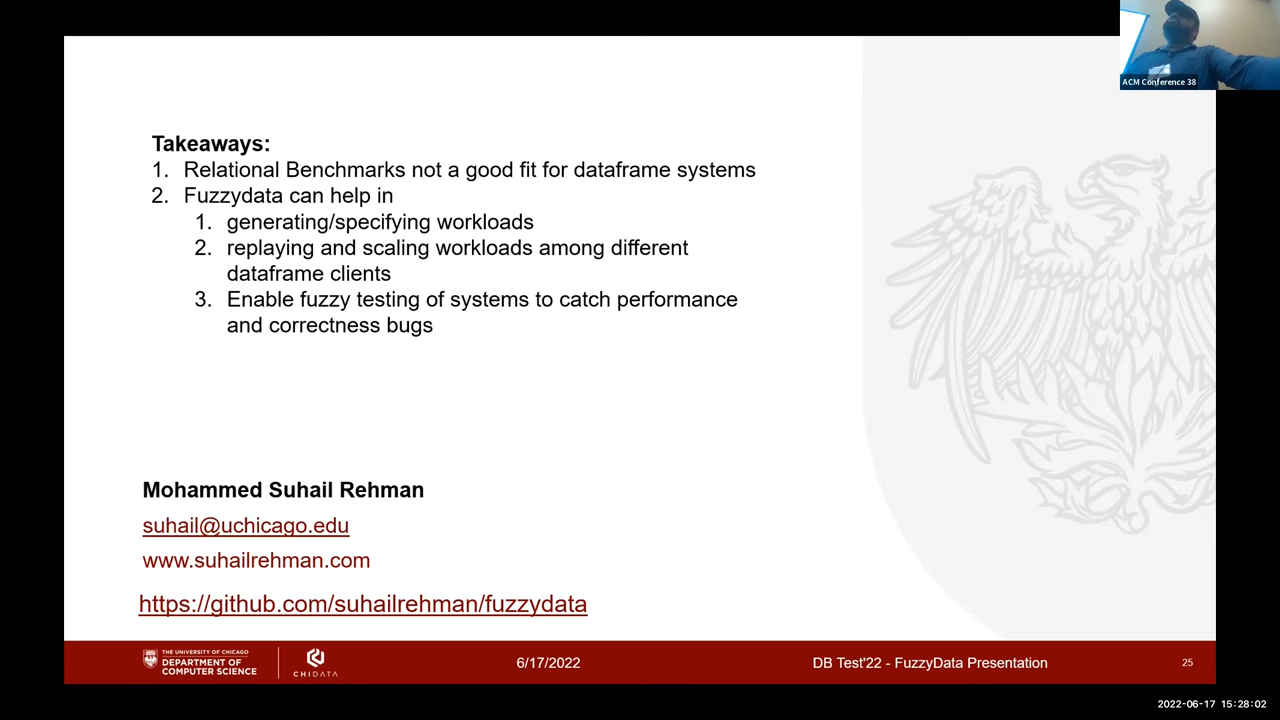 ACM Conference 38
Takeaways:
1. Relational Benchmarks not a good fit for dataframe systems
2. Fuzzydata can help in
1. generating/specifying workloads
2. replaying and scaling workloads among different
dataframe clients
3. Enable fuzzy testing of systems to catch performance
and correctness bugs
Mohammed Suhail Rehman
suhail@uchicago.edu
www.suhailrehman.com
https://github.com/suhailrehman/fuzzydata
THE UNIVERSITY OF CHICAGO
DEPARTMENT OF
COMPUTER SCIENCE
CHIDATA
6/17/2022
DB Test'22 - FuzzyData Presentation
25
2022-06-17 15:28:02